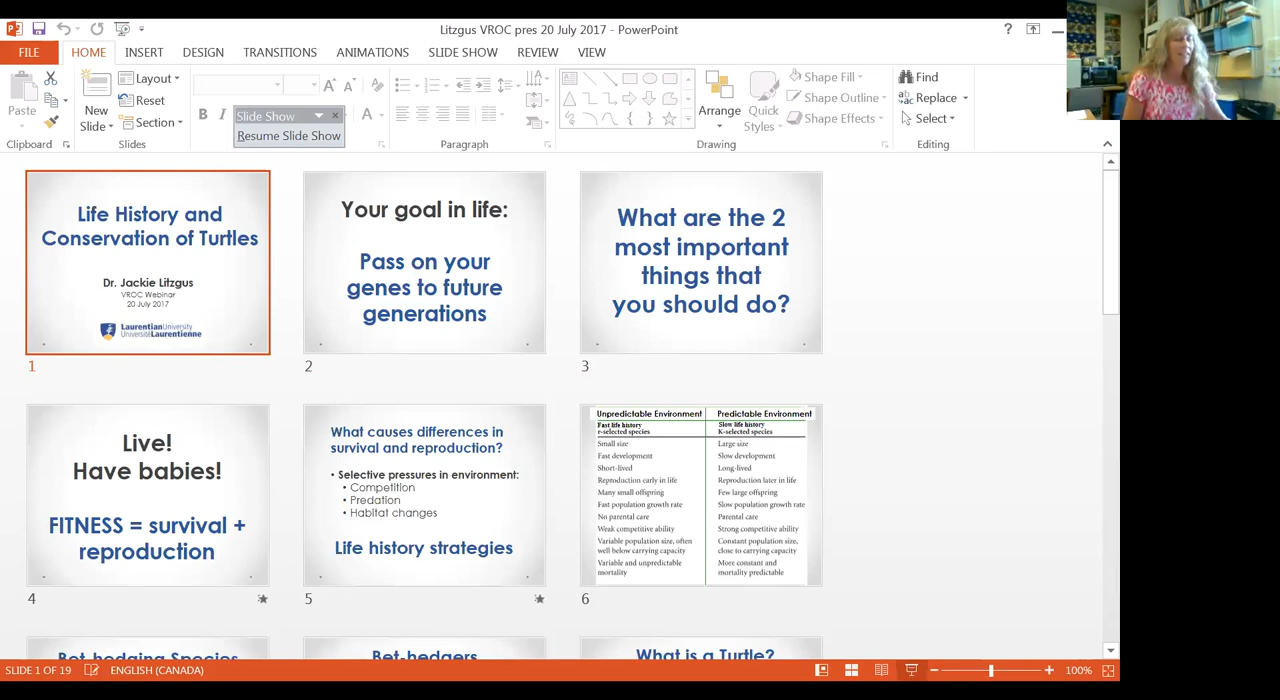 Litzgus VROC pres 20 July 2017 - PowerPoint
?
FILE HOME INSERT DESIGN TRANSITIONS ANIMATIONS SLIDE SHOW REVIEW VIEW
Paste
New
Slide
Layout
Reset
Section
B I
Slide Show
Resume Slide Show
A
Arrange
Quick
Styles
Shape Fill
Shape Outline
Shape Effects
Find
Replace
Select
Clipboard Slides Paragraph Drawing Editing
Life History and
Conservation of Turtles
Dr. Jackie Litzgus
VROC Webinar
20 July 2017
LaurentianUniversity
UniversitéLaurentienne
1
Your goal in life:
Pass on your
genes to future
generations
2
What are the 2
most important
things that
you should do?
3
Live!
Have babies!
FITNESS = survival +
reproduction
4
What causes differences in
survival and reproduction?
• Selective pressures in environment:
• Competition
• Predation
• Habitat changes
Life history strategies
5
Unpredictable Environment Predictable Environment
Fast life history Slow life history
r-selected species K-selected species
Small size Large size
Fast development Slow development
Short-lived Long-lived
Reproduction early in life Reproduction later in life
Many small offspring Few large offspring
Fast population growth rate Slow population growth rate
No parental care Parental care
Weak competitive ability Strong competitive ability
Variable population size, often Constant population size,
well below carrying capacity close to carrying capacity
Variable and unpredictable More constant and
mortality mortality predictable
6
Bet-hedging Species
Bet-hedgers
What is a Turtle?
SLIDE 1 OF 19 ENGLISH (CANADA) 100%